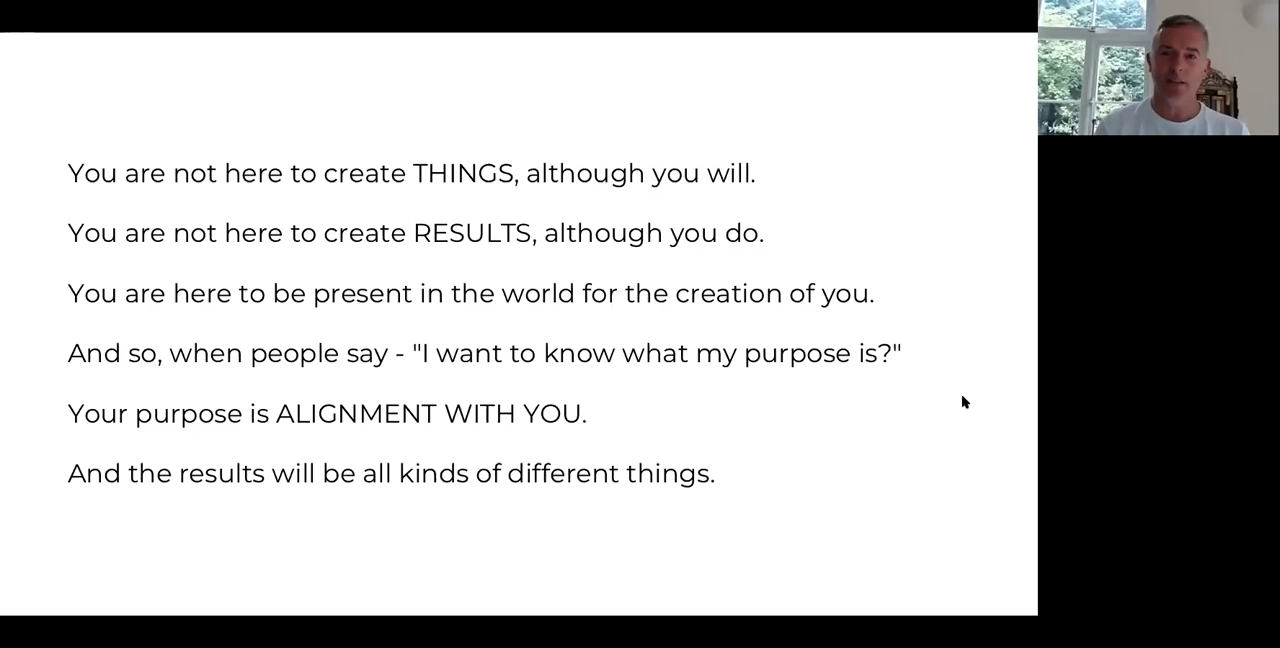 You are not here to create THINGS, although you will.
You are not here to create RESULTS, although you do.
You are here to be present in the world for the creation of you.
And so, when people say - "I want to know what my purpose is?"
Your purpose is ALIGNMENT WITH YOU.
And the results will be all kinds of different things.